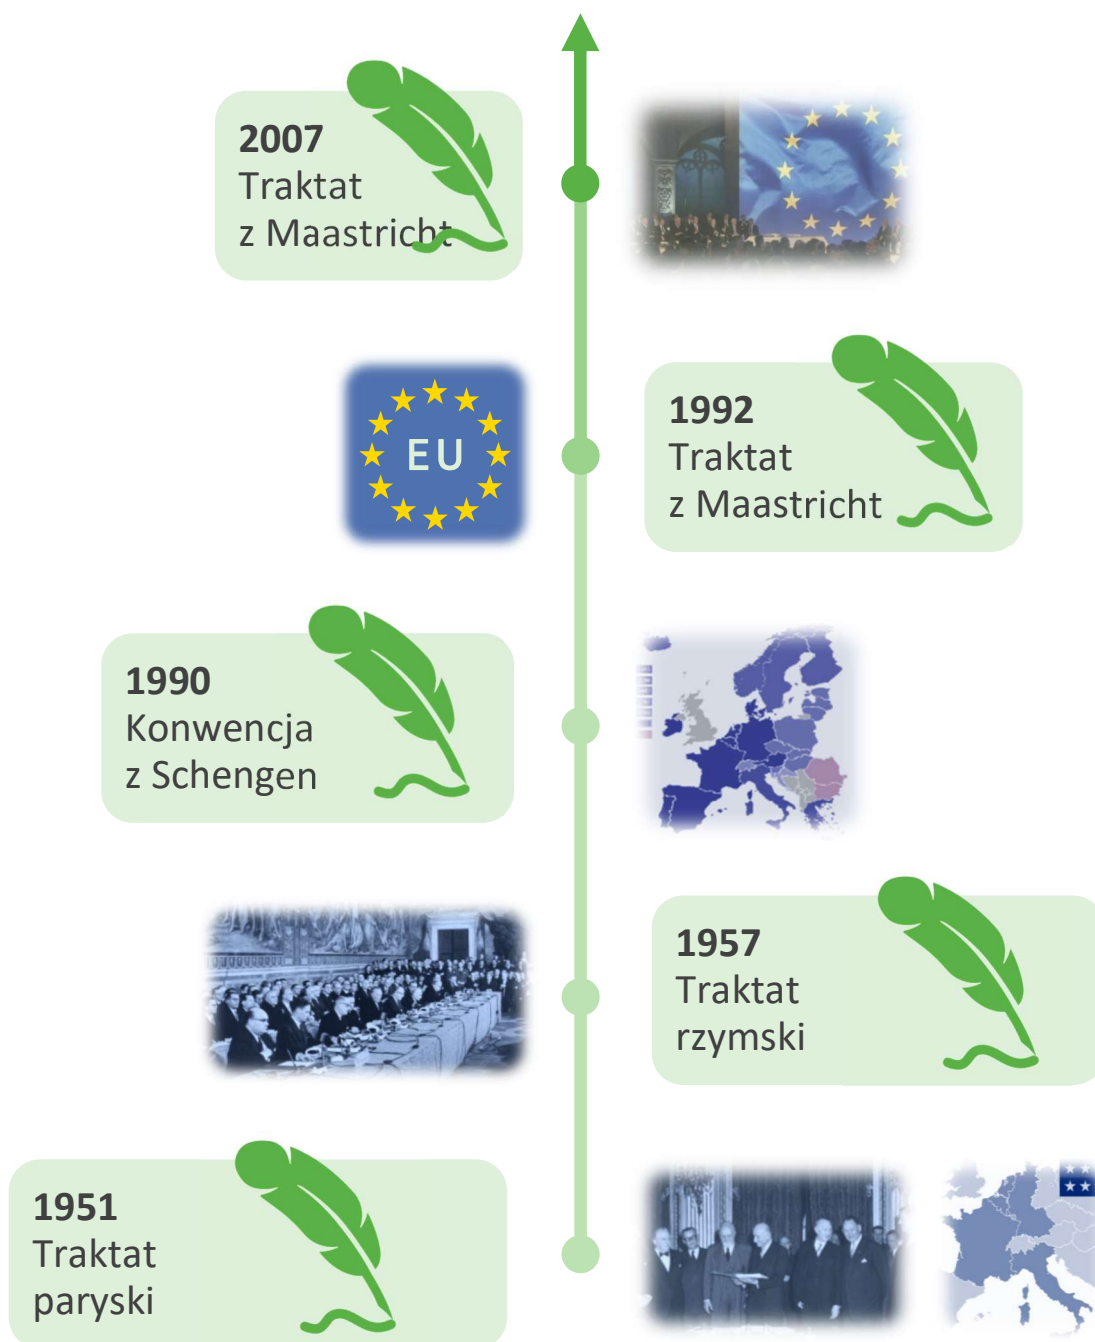 2007
Traktat
z Maastricht
EU
1992
Traktat
z Maastricht
1990
Konwencja
z Schengen
1957
Traktat
rzymski
1951
Traktat
paryski